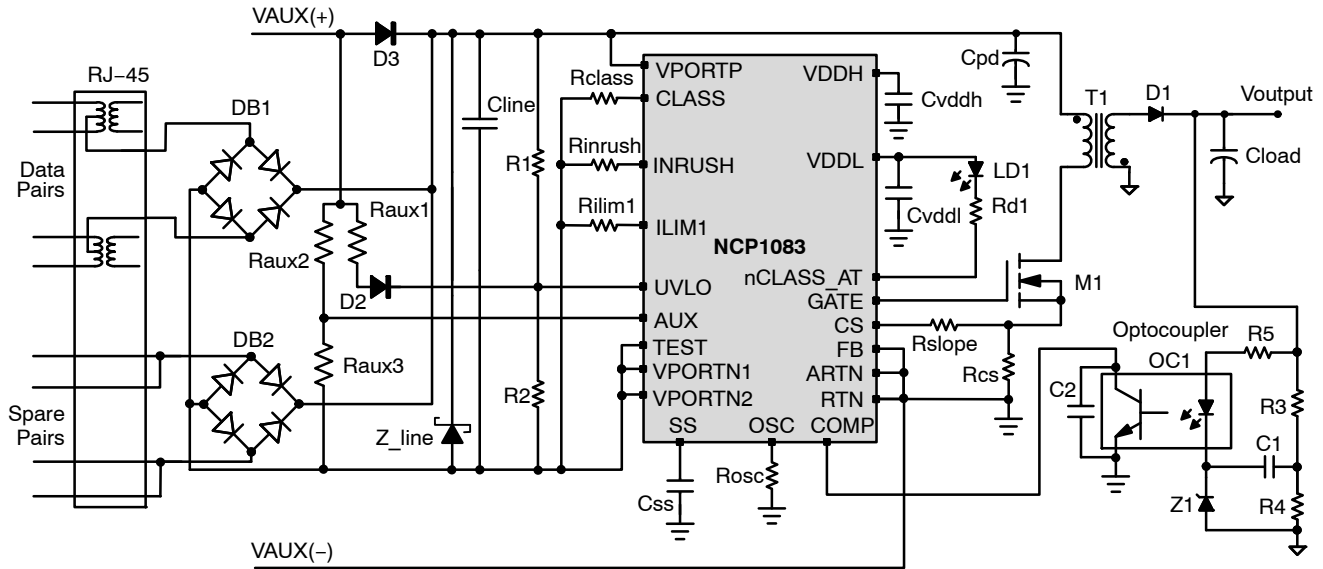 VAUX(+)
D3
RJ−45
DB1
Data
Pairs
Cline
R1
Raux1
Raux2
D2
Raux3
DB2
Spare
Pairs
Z_line
R2
Rclass
Rinrush
Rilim1
VPORTP
CLASS
INRUSH
ILIM1
NCP1083
UVLO
AUX
TEST
VPORTN1
VPORTN2
SS
OSC
COMP
VDDH
VDDL
nCLASS_AT
GATE
CS
FB
ARTN
RTN
Css
Rosc
Cpd
Cvddh
Cvddl
LD1
Rd1
T1
D1
Voutput
Cload
M1
Rslope
Rcs
Optocoupler
OC1
R5
C2
R3
C1
Z1
R4
VAUX(−)